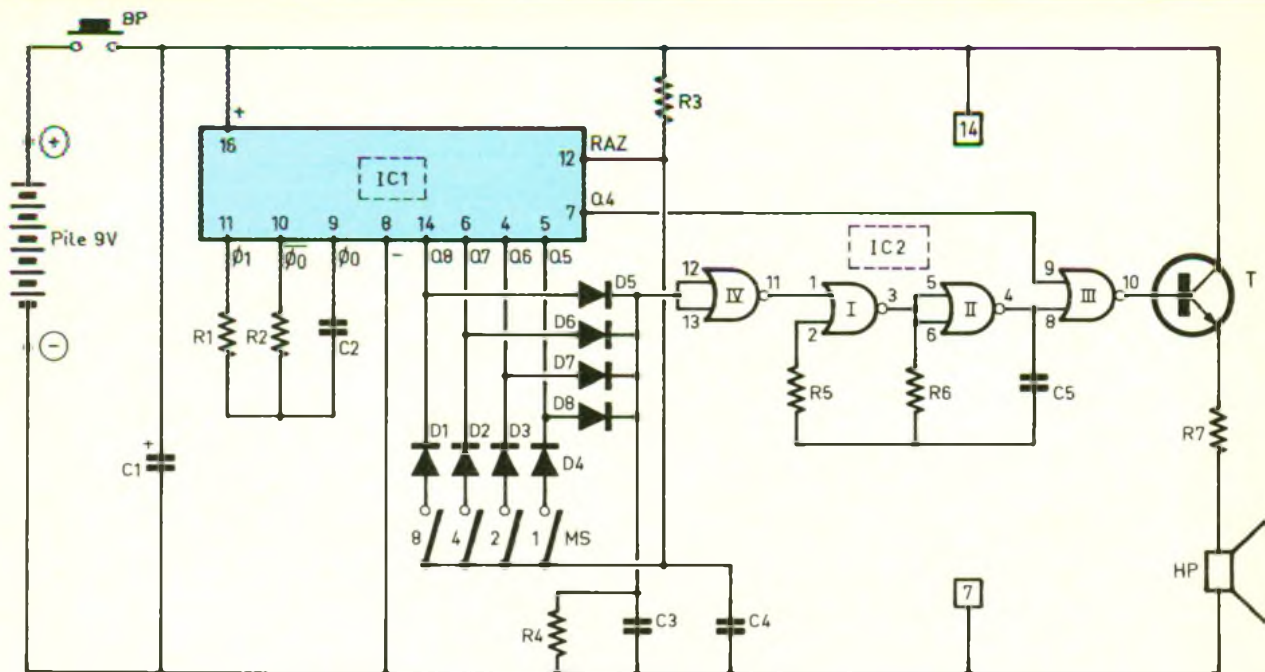 BP
R3
16
+
IC1
12
RAZ
14
7
Q4
Pile 9V
+
−
11
10
9
8
14
6
4
5
Ø1
Ø0
Ø0
−
Q8
Q7
Q6
Q5
IC2
D5
12
13
IV
11
1
2
I
3
5
6
II
4
9
8
III
10
T
R1
R2
C2
D6
D7
D8
R5
R6
C5
R7
D1
D2
D3
D4
+
C1
8
4
2
1
MS
HP
7
R4
C3
C4